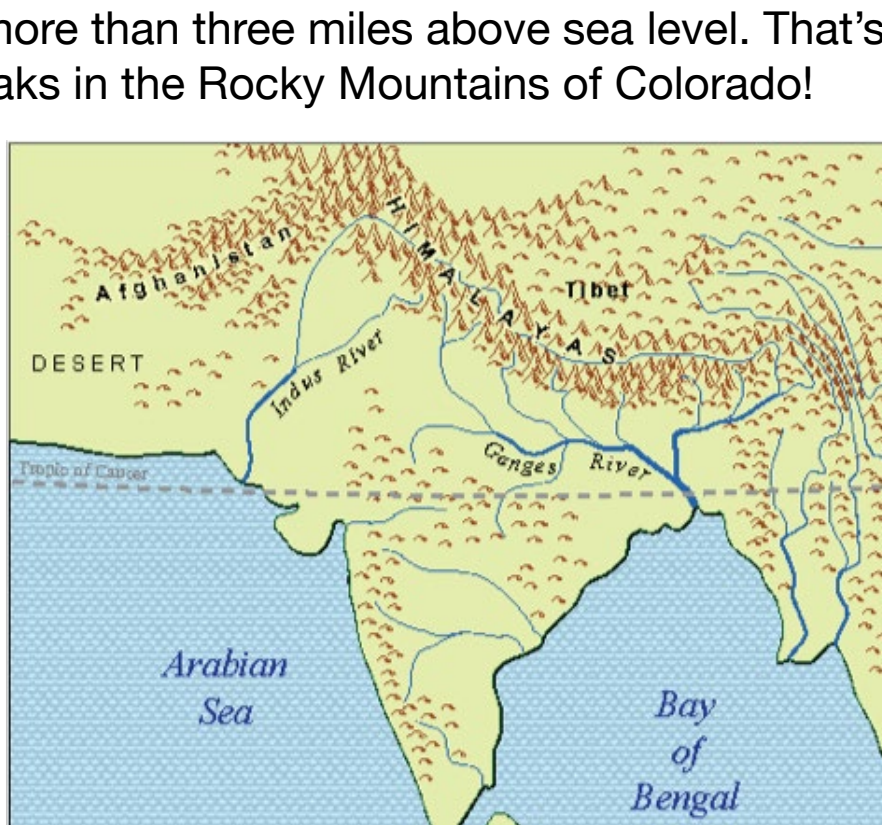 more than three miles above sea level. That's
aks in the Rocky Mountains of Colorado!
HIMALAYAS
Afghanistan
Tibet
DESERT
Indus River
Ganges River
Tropic of Cancer
Arabian
Sea
Bay
of
Bengal